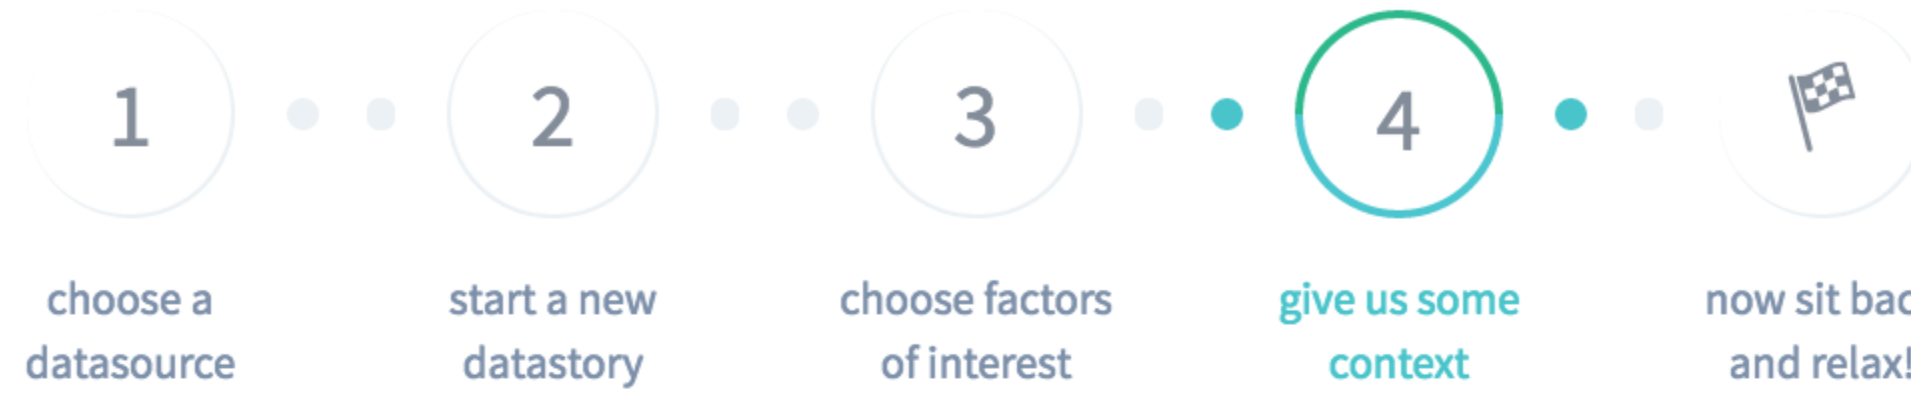 1 2 3 4
choose a start a new choose factors give us some now sit bac
datasource datastory of interest context and relax!